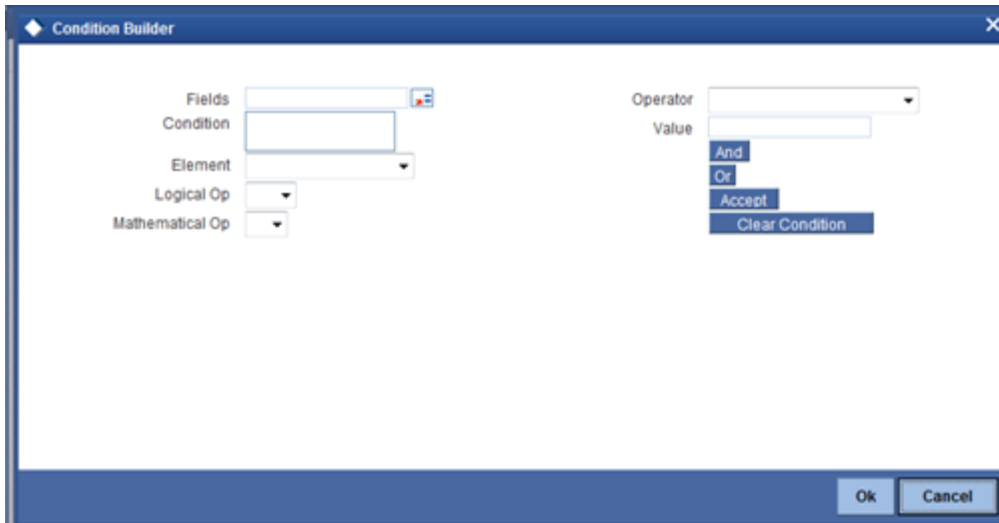 Condition Builder
Fields
Condition
Element
Logical Op
Mathematical Op
Operator
Value
And
Or
Accept
Clear Condition
Ok
Cancel